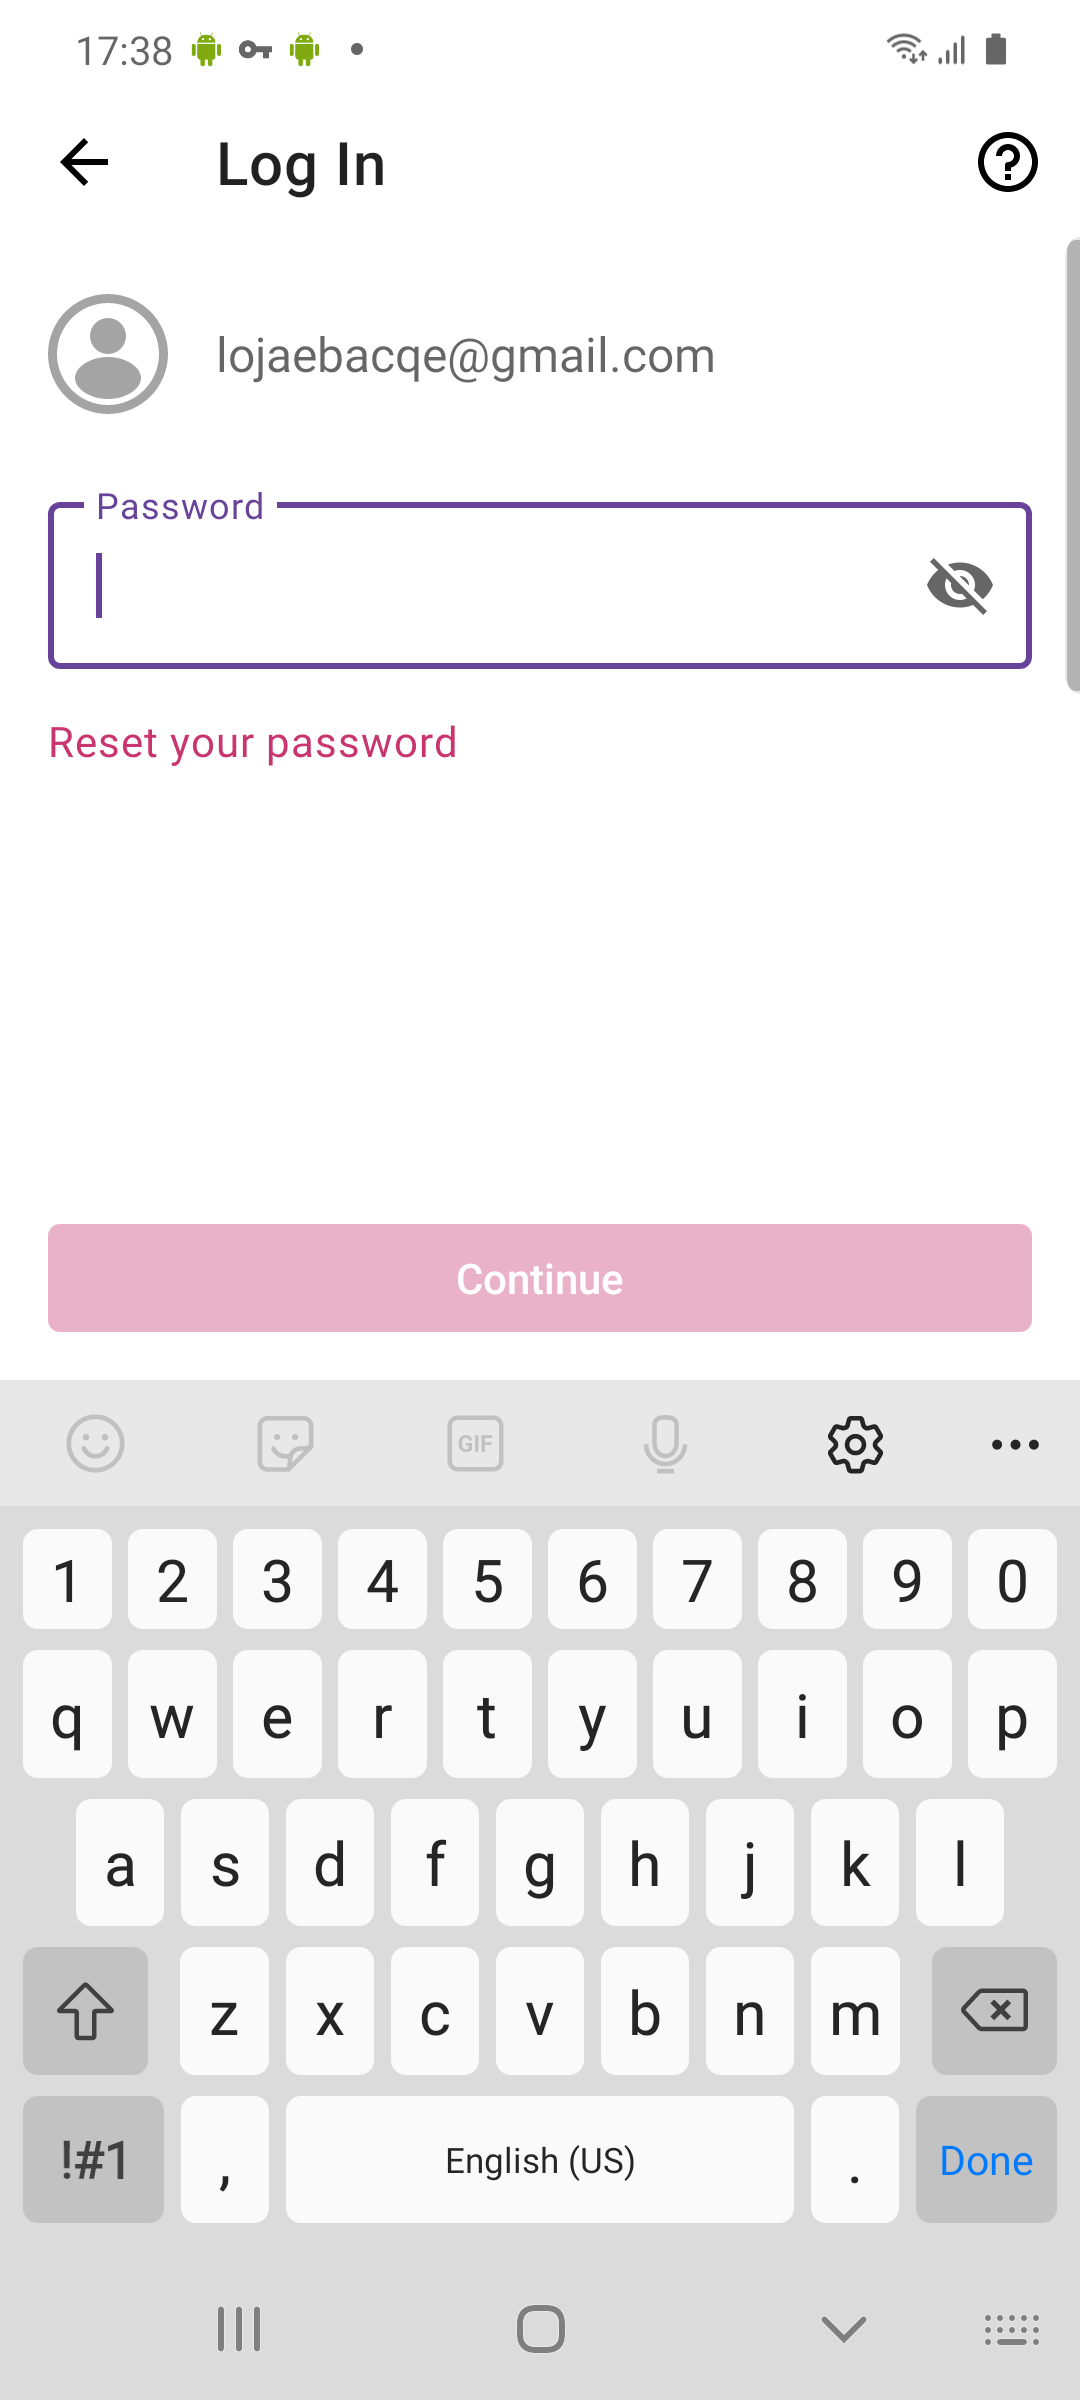 17:38
Log In
lojaebacqe@gmail.com
Password
Reset your password
Continue
GIF
1 2 3 4 5 6 7 8 9 0
q w e r t y u i o p
a s d f g h j k l
z x c v b n m
!#1 , English (US) . Done